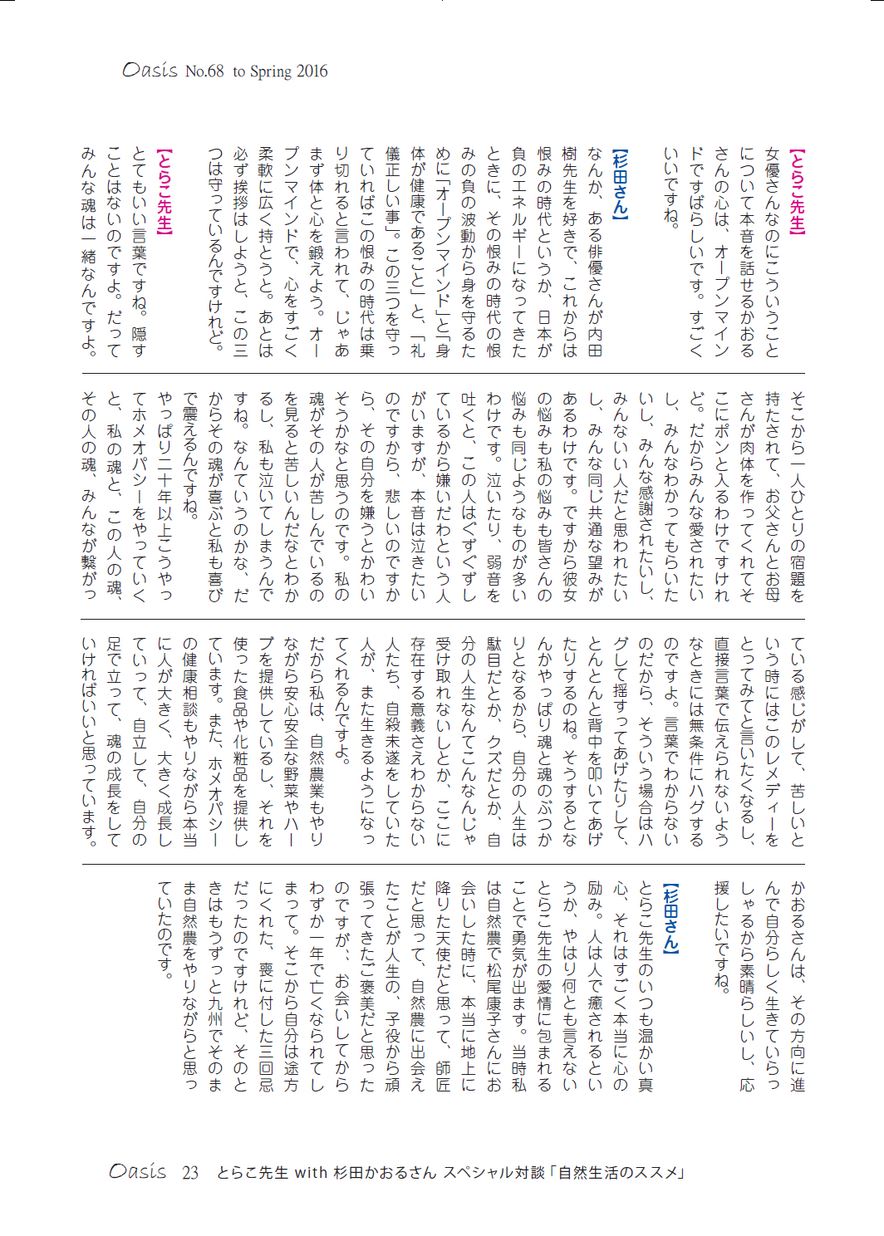 Oasis No.68 to Spring 2016
【とらこ先生】
女優さんなのにこういうこと
について本音を話せるかおる
さんの心は、オープンマイン
ドですばらしいです。すごく
いいですね。
【杉田さん】
なんか、ある俳優さんが内田
樹先生を好きで、これからは
恨みの時代というか、日本が
負のエネルギーになってきた
ときに、その恨みの時代の恨
みの負の波動から身を守るた
めに「オープンマインド」と「身
体が健康であること」と、「礼
儀正しい事」。この三つを守っ
ていればこの恨みの時代は乗
り切れると言われて、じゃあ
まず体と心を鍛えよう。オー
プンマインドで、心をすごく
柔軟に広く持とうと。あとは
必ず挨拶はしようと、この三
つは守っているんですけれど。
【とらこ先生】
とてもいい言葉ですね。隠す
ことはないのですよ。だって
みんな魂は一緒なんですよ。
そこから一人ひとりの宿題を
持たされて、お父さんとお母
さんが肉体を作ってくれてそ
こにポンと入るわけですけれ
ど。だからみんな愛されたい
し、みんなわかってもらいた
いし、みんな感謝されたいし、
みんないい人だと思われたい
し、みんな同じ共通な望みが
あるわけです。ですから彼女
の悩みも私の悩みも皆さんの
悩みも同じようなものが多い
わけです。泣いたり、弱音を
吐くと、この人はぐずぐずし
ているから嫌いだわという人
がいますが、本音は泣きたい
のですから、悲しいのですか
ら、その自分を嫌うとかわい
そうかなと思うのです。私の
魂がその人が苦しんでいるの
を見ると苦しいんだなとわか
るし、私も泣いてしまうんで
すね。なんていうのかな、だ
からその魂が喜ぶと私も喜び
で震えるんですね。
やっぱり二十年以上こうやっ
てホメオパシーをやっていく
と、私の魂と、この人の魂、
その人の魂、みんなが繋がっ
ている感じがして、苦しいと
いう時にはこのレメディーを
とってみてと言いたくなるし、
直接言葉で伝えられないよう
なときには無条件にハグする
のですよ。言葉でわからない
のだから、そういう場合はハ
グして揺すってあげたりして、
とんとんと背中を叩いてあげ
たりするのね。そうするとな
んかやっぱり魂と魂のぶつか
りとなるから、自分の人生は
駄目だとか、クズだとか、自
分の人生なんてこんなんじゃ
受け取れないしとか、ここに
存在する意義さえわからない
人たち、自殺未遂をしていた
人が、また生きるようになっ
てくれるんですよ。
だから私は、自然農業もやり
ながら安心安全な野菜やハー
ブを提供しているし、それを
使った食品や化粧品を提供し
ています。また、ホメオパシー
の健康相談もやりながら本当
に人が大きく、大きく成長し
ていって、自立して、自分の
足で立って、魂の成長をして
いければいいと思っています。
かおるさんは、その方向に進
んで自分らしく生きていらっ
しゃるから素晴らしいし、応
援したいですね。
【杉田さん】
とらこ先生のいつも温かい真
心、それはすごく本当に心の
励み。人は人で癒されるとい
うか、やはり何とも言えない
とらこ先生の愛情に包まれる
ことで勇気が出ます。当時私
は自然農で松尾康子さんにお
会いした時に、本当に地上に
降りた天使だと思って、師匠
だと思って、自然農に出会え
たことが人生の、子役から頑
張ってきたご褒美だと思った
のですが、お会いしてから
わずか一年で亡くなられてし
まって。そこから自分は途方
にくれた、喪に付した三回忌
だったのですけれど、そのと
きはもうずっと九州でそのま
ま自然農をやりながらと思っ
ていたのです。
Oasis 23 とらこ先生 with 杉田かおるさん スペシャル対談「自然生活のススメ」